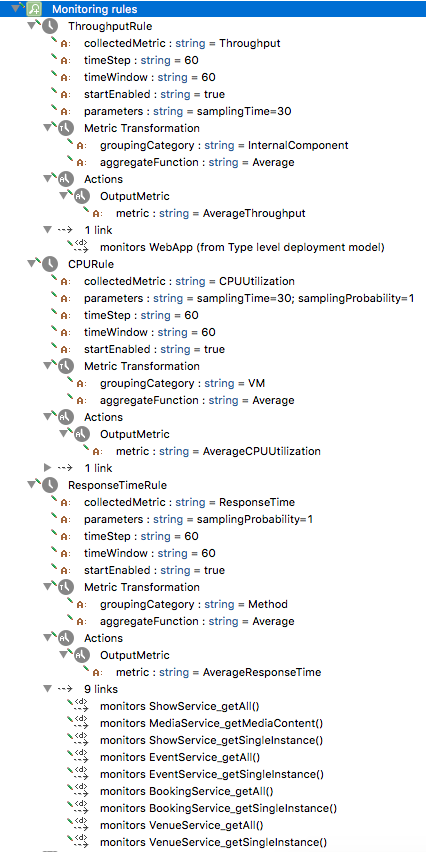 Monitoring rules
ThroughputRule
A: collectedMetric : string = Throughput
A: timeStep : string = 60
A: timeWindow : string = 60
A: startEnabled : string = true
A: parameters : string = samplingTime=30
Metric Transformation
A: groupingCategory : string = InternalComponent
A: aggregateFunction : string = Average
Actions
OutputMetric
A: metric : string = AverageThroughput
1 link
<d> monitors WebApp (from Type level deployment model)
CPURule
A: collectedMetric : string = CPUUtilization
A: parameters : string = samplingTime=30; samplingProbability=1
A: timeStep : string = 60
A: timeWindow : string = 60
A: startEnabled : string = true
Metric Transformation
A: groupingCategory : string = VM
A: aggregateFunction : string = Average
Actions
OutputMetric
A: metric : string = AverageCPUUtilization
1 link
ResponseTimeRule
A: collectedMetric : string = ResponseTime
A: parameters : string = samplingProbability=1
A: timeStep : string = 60
A: timeWindow : string = 60
A: startEnabled : string = true
Metric Transformation
A: groupingCategory : string = Method
A: aggregateFunction : string = Average
Actions
OutputMetric
A: metric : string = AverageResponseTime
9 links
<d> monitors ShowService_getAll()
<d> monitors MediaService_getMediaContent()
<d> monitors ShowService_getSingleInstance()
<d> monitors EventService_getAll()
<d> monitors EventService_getSingleInstance()
<d> monitors BookingService_getAll()
<d> monitors BookingService_getSingleInstance()
<d> monitors VenueService_getAll()
<d> monitors VenueService_getSingleInstance()